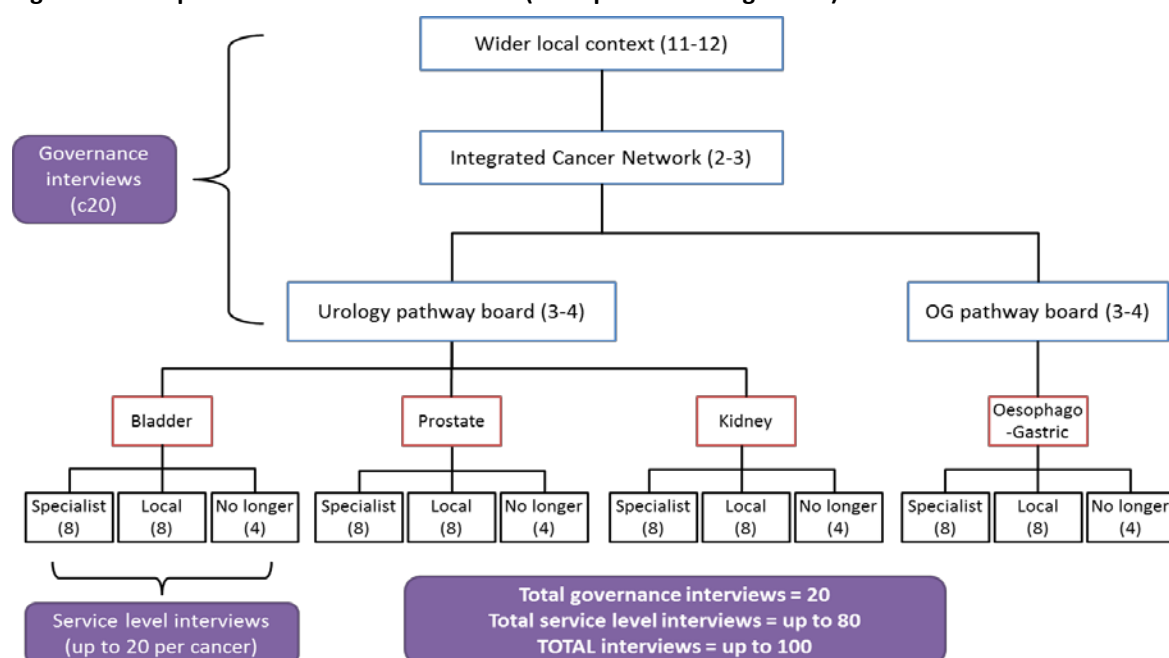 Wider local context (11-12)
Governance
interviews
(c20)
Integrated Cancer Network (2-3)
Urology pathway board (3-4)
OG pathway board (3-4)
Bladder
Prostate
Kidney
Oesophago
-Gastric
Specialist
(8)
Local
(8)
No longer
(4)
Specialist
(8)
Local
(8)
No longer
(4)
Specialist
(8)
Local
(8)
No longer
(4)
Specialist
(8)
Local
(8)
No longer
(4)
Service level interviews
(up to 20 per cancer)
Total governance interviews = 20
Total service level interviews = up to 80
TOTAL interviews = up to 100